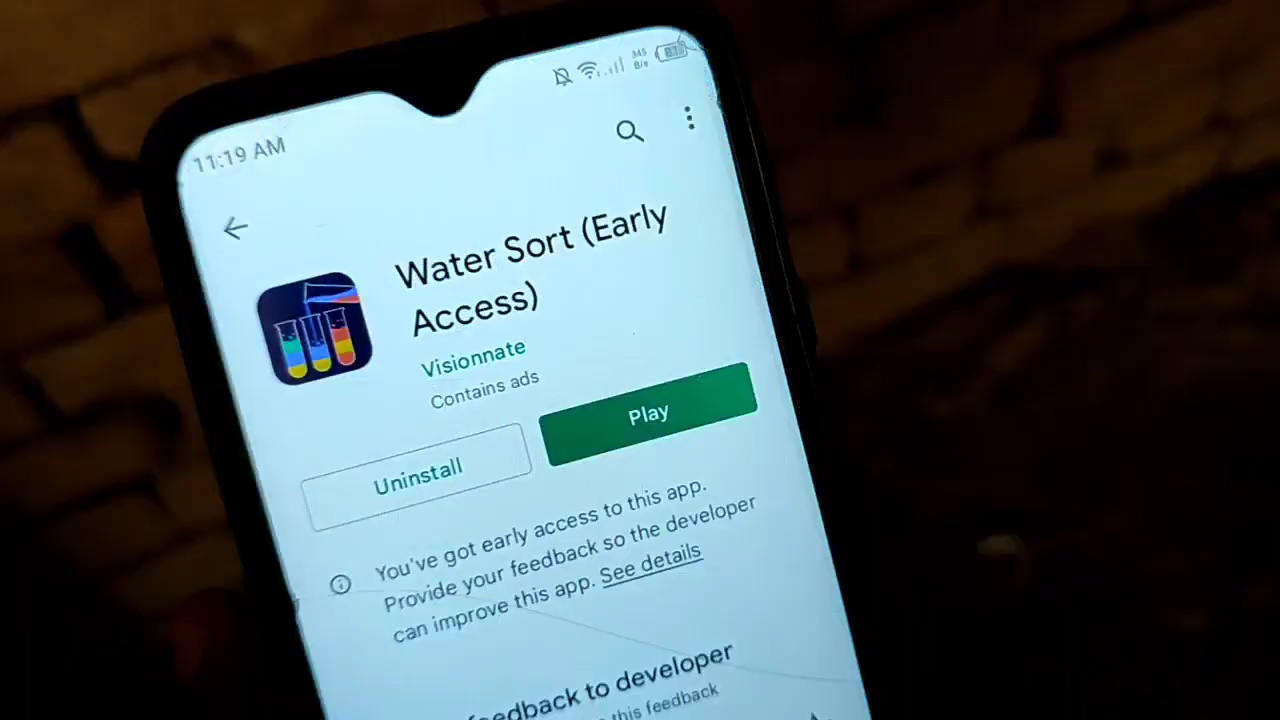 11:19 AM
345
B/s
Water Sort (Early
Access)
Visionnate
Contains ads
Uninstall
Play
You've got early access to this app.
Provide your feedback so the developer
can improve this app. See details
feedback to developer
this feedback